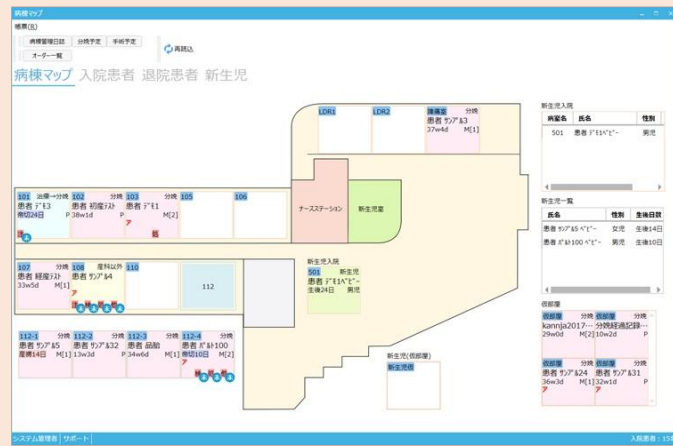 病棟マップ
帳票(R)
病棟管理日誌 分娩予定 手術予定
オーダー一覧
再読込
病棟マップ 入院患者 退院患者 新生児
LDR1
LDR2
陣痛室 分娩
患者 ｻﾝﾌﾟﾙ3
37w4d M[1]
101 治療→分娩
患者 ﾃﾞﾓ3
帝切24日 P
102 分娩
患者 初産ﾃｽﾄ
38w1d P
103 分娩
患者 ﾃﾞﾓ1
M[2]
ア
105
106
ナースステーション
新生児室
107 分娩
患者 経産ﾃｽﾄ
33w5d M[1]
108 産科以外
患者 ｻﾝﾌﾟﾙ4
ア
110
112
新生児入院
501 新生児
患者 ﾃﾞﾓ1ﾍﾞﾋﾞｰ
生後24日 男児
112-1 分娩
患者 ｻﾝﾌﾟﾙ5
産褥14日 M[1]
112-2 分娩
患者 ｻﾝﾌﾟﾙ32
13w3d P
112-3 分娩
患者 品胎
34w6d M[1]
112-4 分娩
患者 ﾊﾞﾙﾄ100
帝切10日 M[2]
ア
新生児(仮部屋)
新生児仮
新生児入院
病室名 氏名 性別
501 患者 ﾃﾞﾓ1ﾍﾞﾋﾞｰ 男児
新生児一覧
氏名 性別 生後日数
患者 ｻﾝﾌﾟﾙ5 ﾍﾞﾋﾞｰ 女児 生後14日
患者 ﾊﾞﾙﾄ100 ﾍﾞﾋﾞｰ 男児 生後10日
仮部屋
仮部屋 分娩
kannja2017…
29w0d M[2]
仮部屋 分娩
分娩経過記録…
10w2d P
仮部屋 分娩
患者 ｻﾝﾌﾟﾙ24
36w3d M[1]
ア
仮部屋 分娩
患者 ｻﾝﾌﾟﾙ31
32w1d P
ア
システム管理者 サポート